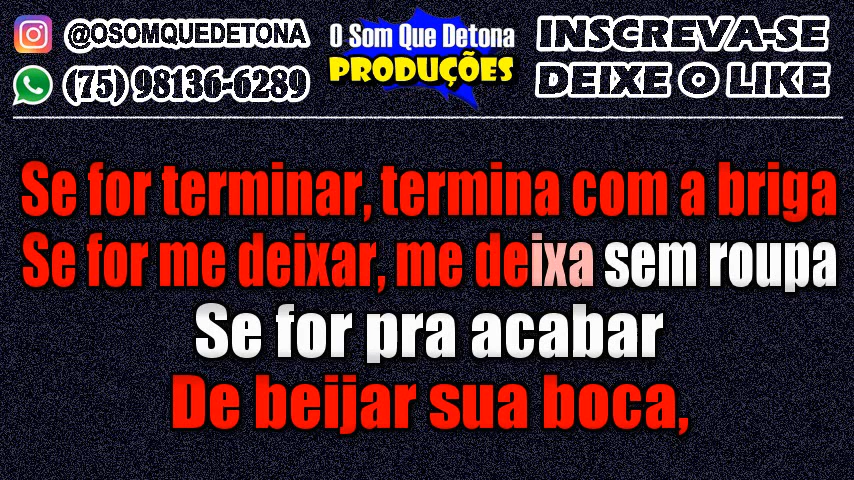 @OSOMQUEDETONA
(75) 98136-6289
O Som Que Detona
PRODUÇÕES
INSCREVA-SE
DEIXE O LIKE
Se for terminar, termina com a briga
Se for me deixar, me deixa sem roupa
Se for pra acabar
De beijar sua boca,